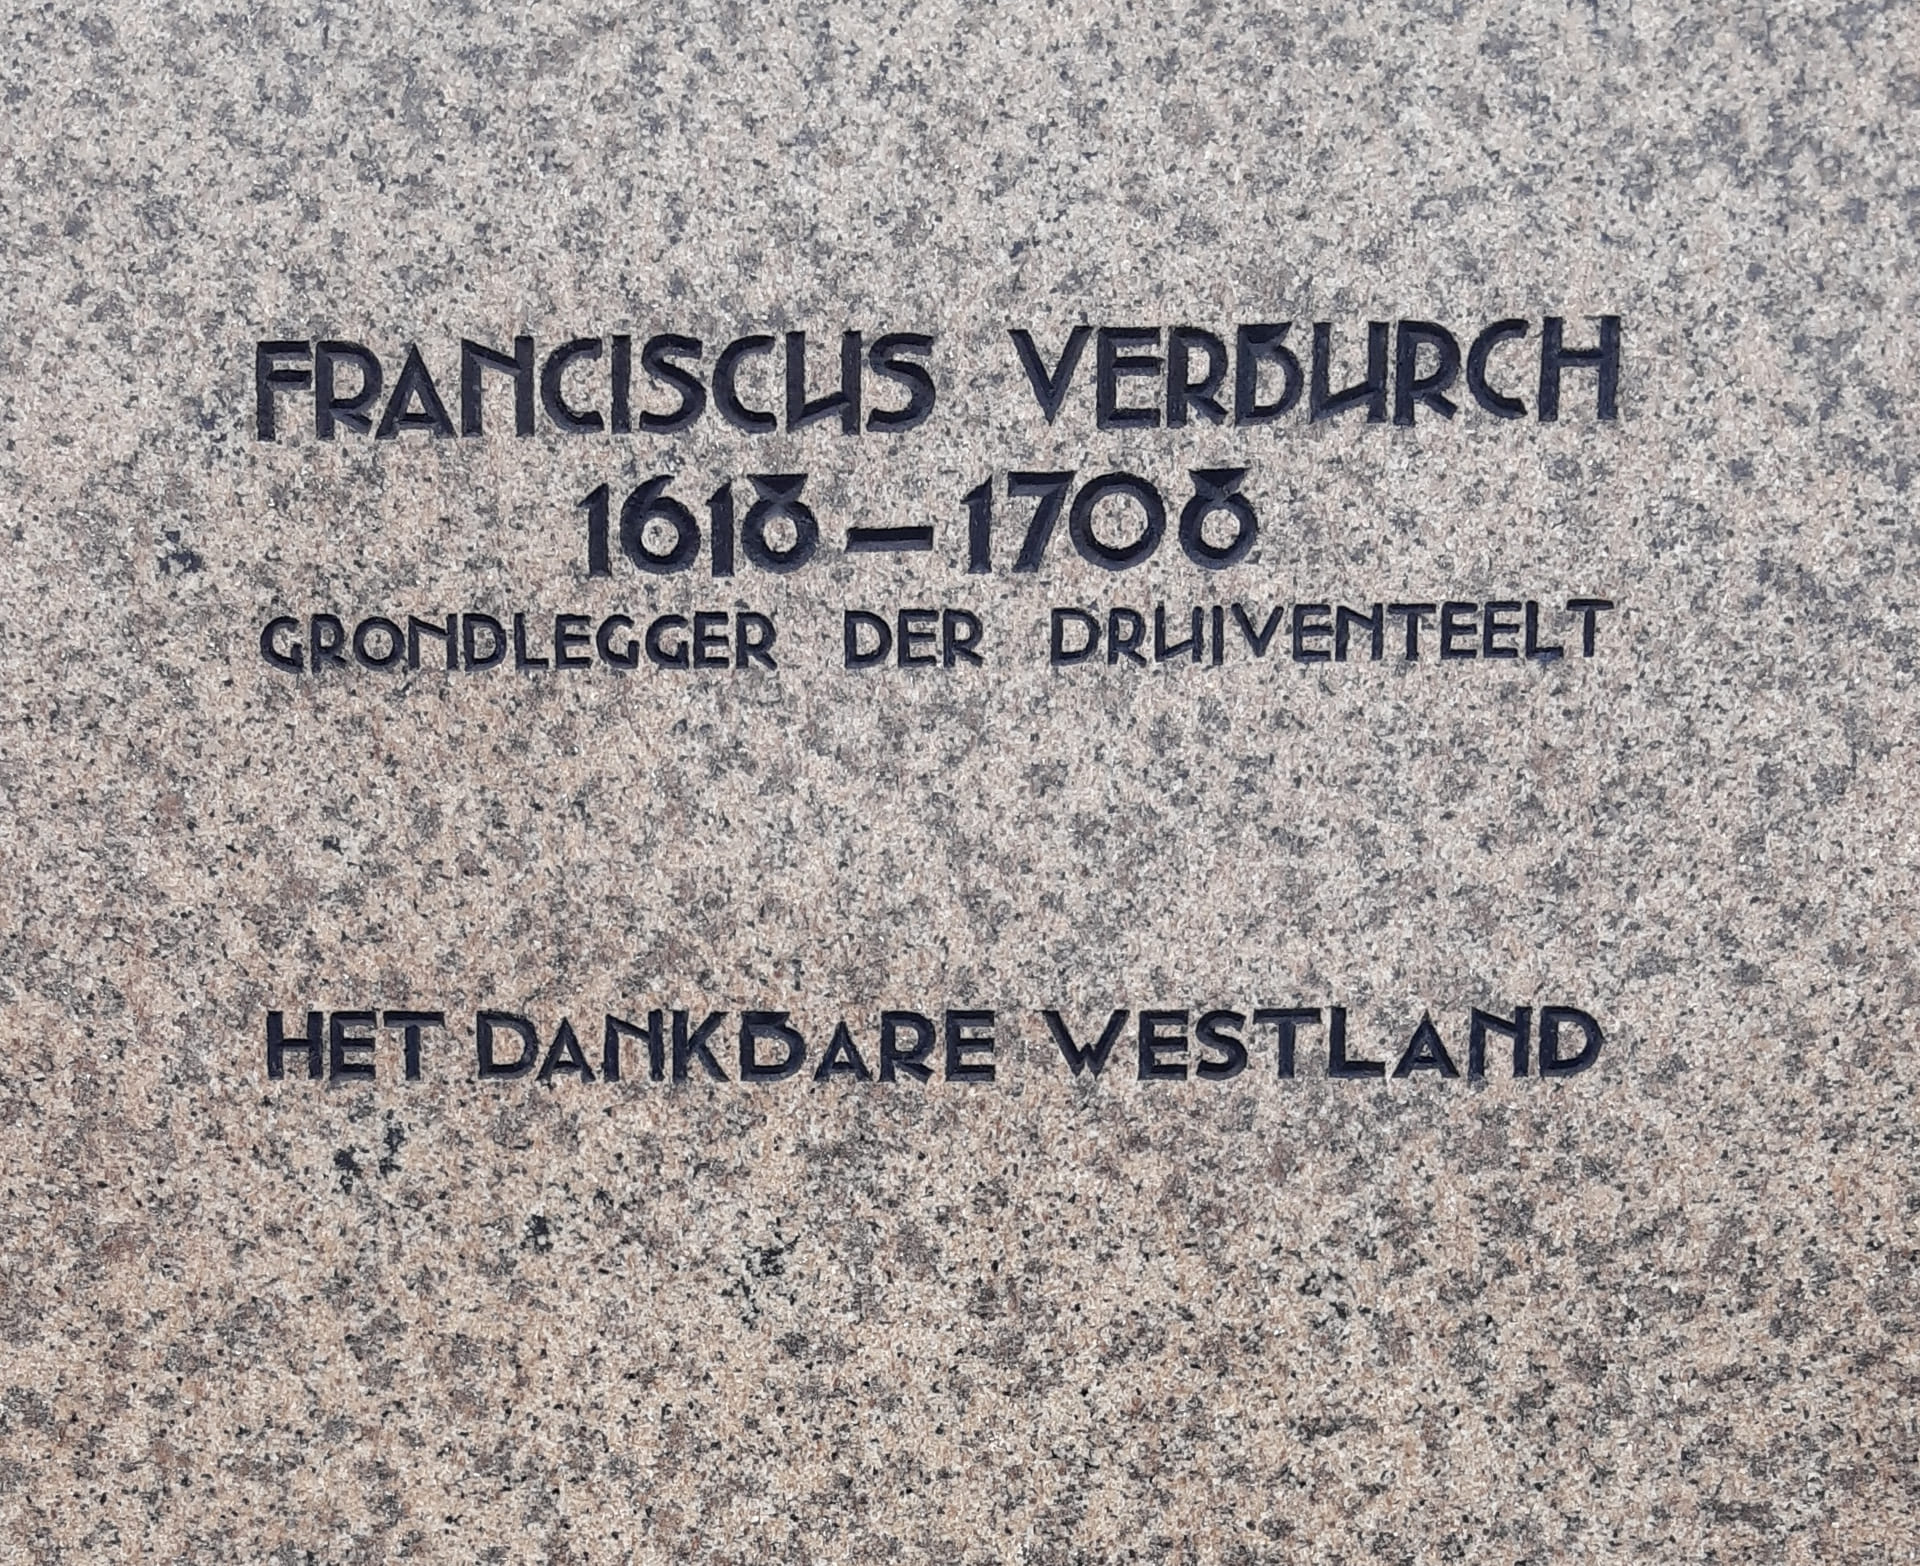 FRANCISCUS VERBURCH
1618–1708
GRONDLEGGER DER DRUIVENTEELT
HET DANKBARE WESTLAND